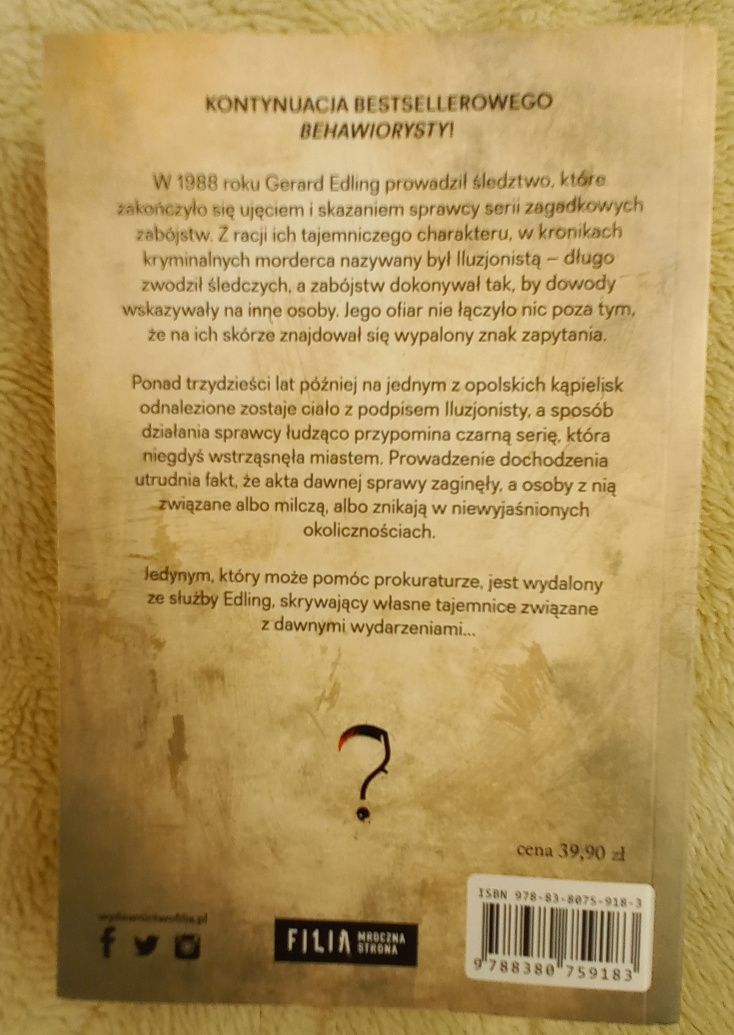 KONTYNUACJA BESTSELLEROWEGO
BEHAWIORYSTY!
W 1988 roku Gerard Edling prowadził śledztwo, które
zakończyło się ujęciem i skazaniem sprawcy serii zagadkowych
zabójstw. Z racji ich tajemniczego charakteru, w kronikach
kryminalnych morderca nazywany był Iluzjonistą – długo
zwodził śledczych, a zabójstw dokonywał tak, by dowody
wskazywały na inne osoby. Jego ofiar nie łączyło nic poza tym,
że na ich skórze znajdował się wypalony znak zapytania.
Ponad trzydzieści lat później na jednym z opolskich kąpielisk
odnalezione zostaje ciało z podpisem Iluzjonisty, a sposób
działania sprawcy łudząco przypomina czarną serię, która
niegdyś wstrząsnęła miastem. Prowadzenie dochodzenia
utrudnia fakt, że akta dawnej sprawy zaginęły, a osoby z nią
związane albo milczą, albo znikają w niewyjaśnionych
okolicznościach.
Jedynym, który może pomóc prokuraturze, jest wydalony
ze służby Edling, skrywający własne tajemnice związane
z dawnymi wydarzeniami...
?
cena 39,90 zł
ISBN 978-83-8075-918-3
wydawnictwofilia.pl
FILIA MROCZNA
STRONA
9 788380 759183